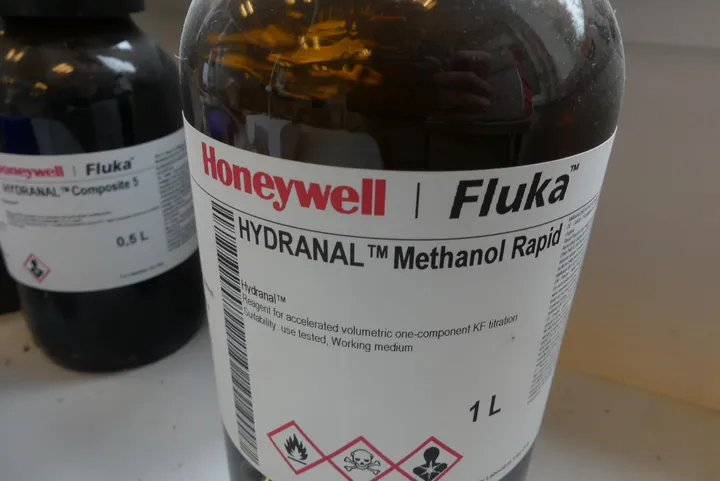 Honeywell | Fluka™
HYDRANAL™ Composite 5
0,5 L
Honeywell | Fluka™
HYDRANAL™ Methanol Rapid
Hydranal™
Reagent for accelerated volumetric one-component KF titration
Suitability use tested, Working medium
1 L